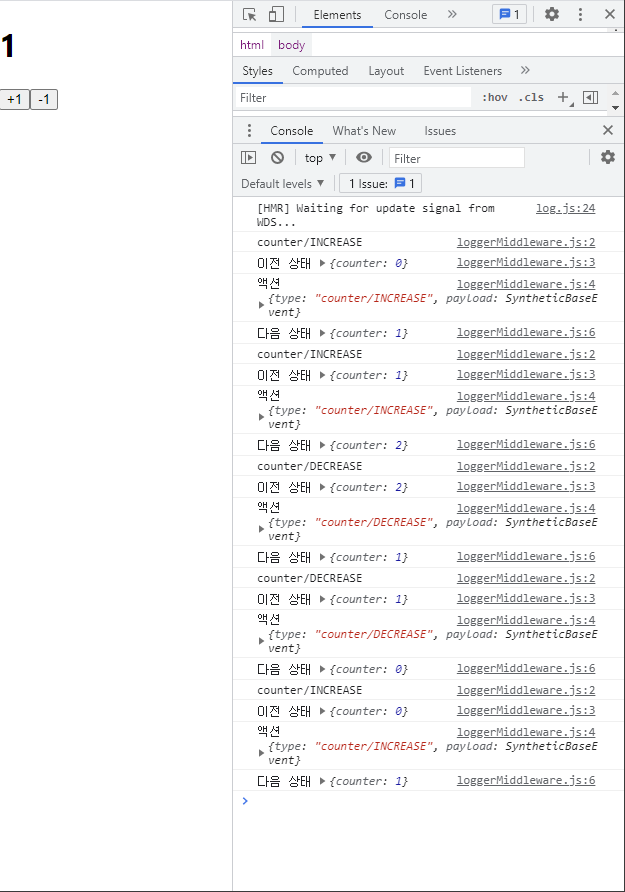 1
+1 -1
Elements Console » 1
html body
Styles Computed Layout Event Listeners »
Filter :hov .cls
Console What's New Issues
top ▼ Filter
Default levels ▼ 1 Issue: 1
[HMR] Waiting for update signal from log.js:24
WDS...
counter/INCREASE loggerMiddleware.js:2
이전 상태 ▶{counter: 0} loggerMiddleware.js:3
액션 loggerMiddleware.js:4
▶{type: "counter/INCREASE", payload: SyntheticBaseE
vent}
다음 상태 ▶{counter: 1} loggerMiddleware.js:6
counter/INCREASE loggerMiddleware.js:2
이전 상태 ▶{counter: 1} loggerMiddleware.js:3
액션 loggerMiddleware.js:4
▶{type: "counter/INCREASE", payload: SyntheticBaseE
vent}
다음 상태 ▶{counter: 2} loggerMiddleware.js:6
counter/DECREASE loggerMiddleware.js:2
이전 상태 ▶{counter: 2} loggerMiddleware.js:3
액션 loggerMiddleware.js:4
▶{type: "counter/DECREASE", payload: SyntheticBaseE
vent}
다음 상태 ▶{counter: 1} loggerMiddleware.js:6
counter/DECREASE loggerMiddleware.js:2
이전 상태 ▶{counter: 1} loggerMiddleware.js:3
액션 loggerMiddleware.js:4
▶{type: "counter/DECREASE", payload: SyntheticBaseE
vent}
다음 상태 ▶{counter: 0} loggerMiddleware.js:6
counter/INCREASE loggerMiddleware.js:2
이전 상태 ▶{counter: 0} loggerMiddleware.js:3
액션 loggerMiddleware.js:4
▶{type: "counter/INCREASE", payload: SyntheticBaseE
vent}
다음 상태 ▶{counter: 1} loggerMiddleware.js:6
>